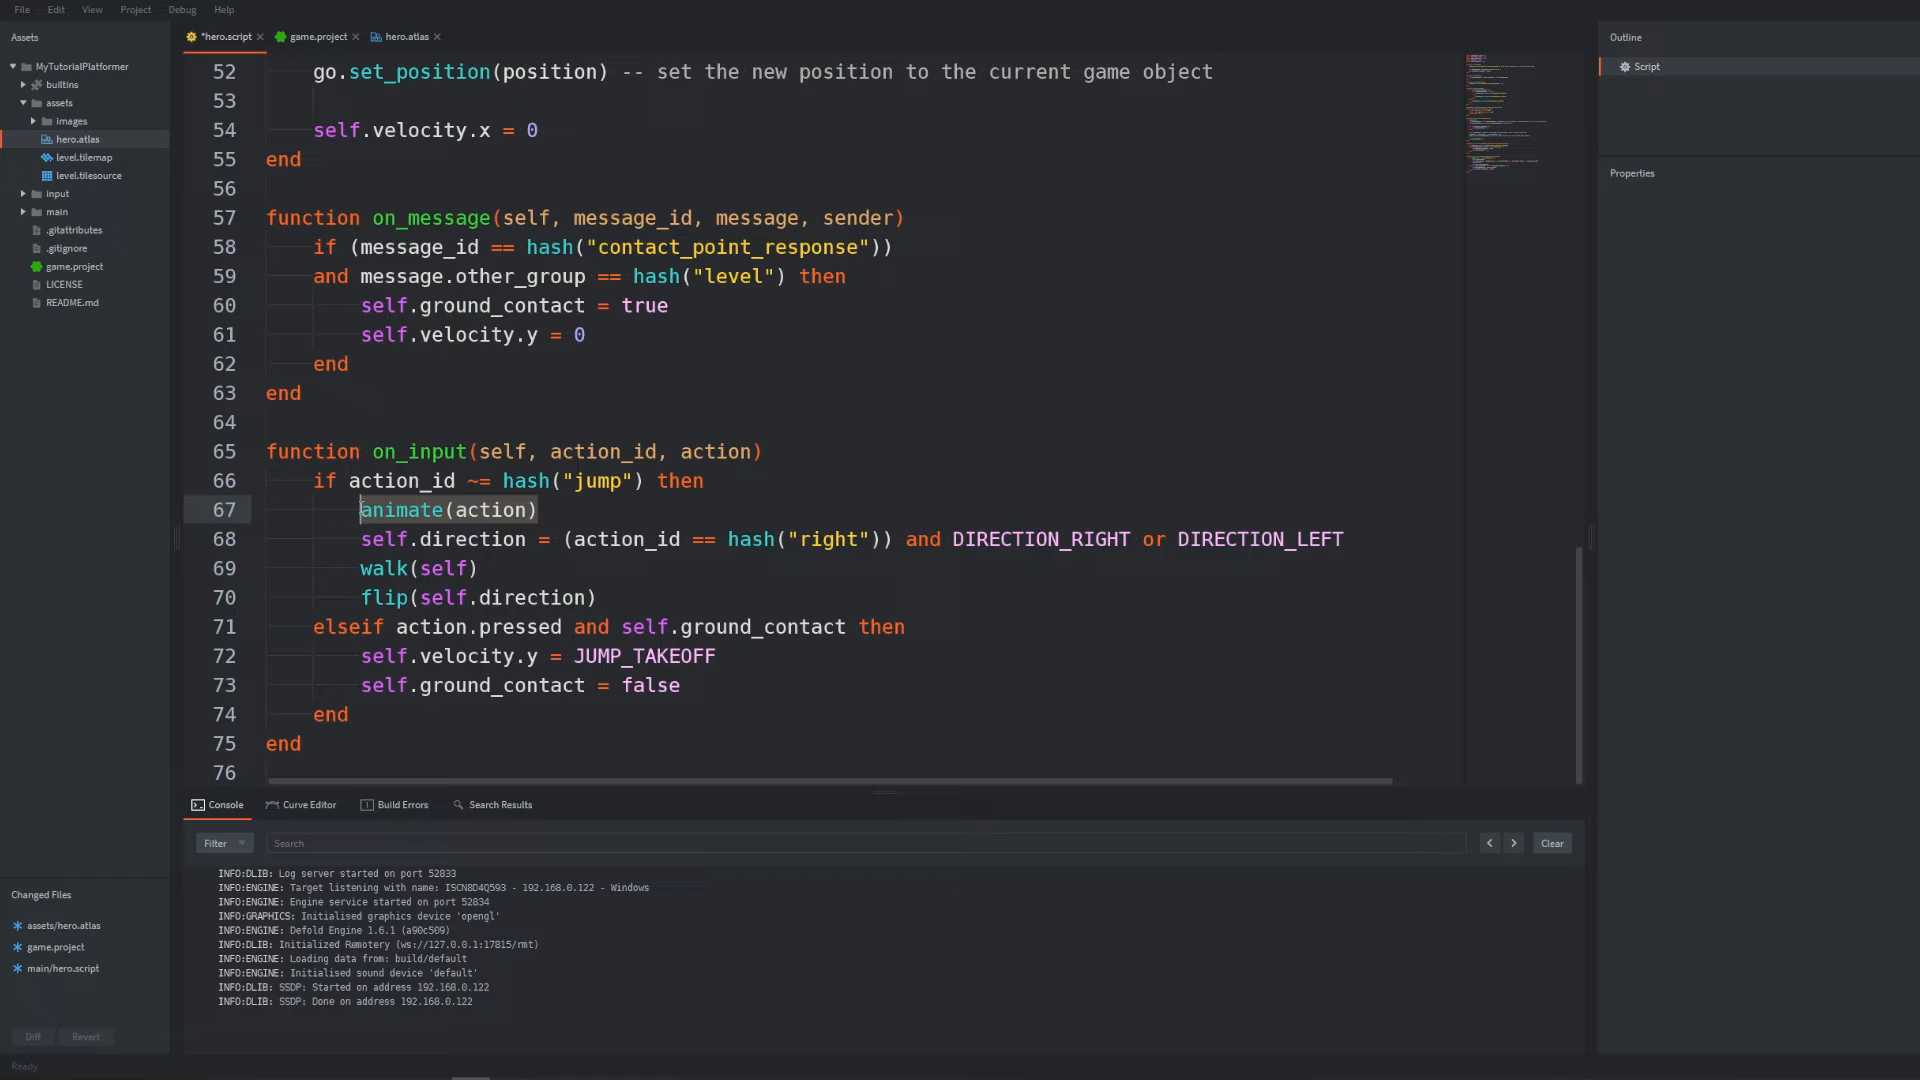 File Edit View Project Debug Help
Assets
MyTutorialPlatformer
builtins
assets
images
hero.atlas
level.tilemap
level.tilesource
input
main
.gitattributes
.gitignore
game.project
LICENSE
README.md
*hero.script game.project hero.atlas
52 go.set_position(position) -- set the new position to the current game object
53
54 self.velocity.x = 0
55 end
56
57 function on_message(self, message_id, message, sender)
58 if (message_id == hash("contact_point_response"))
59 and message.other_group == hash("level") then
60 self.ground_contact = true
61 self.velocity.y = 0
62 end
63 end
64
65 function on_input(self, action_id, action)
66 if action_id ~= hash("jump") then
67 animate(action)
68 self.direction = (action_id == hash("right")) and DIRECTION_RIGHT or DIRECTION_LEFT
69 walk(self)
70 flip(self.direction)
71 elseif action.pressed and self.ground_contact then
72 self.velocity.y = JUMP_TAKEOFF
73 self.ground_contact = false
74 end
75 end
76
Outline
Script
Properties
Console Curve Editor Build Errors Search Results
Filter Search Clear
INFO:DLIB: Log server started on port 52833
INFO:ENGINE: Target listening with name: ISCN8D4Q593 - 192.168.0.122 - Windows
INFO:ENGINE: Engine service started on port 52834
INFO:GRAPHICS: Initialised graphics device 'opengl'
INFO:ENGINE: Defold Engine 1.6.1 (a90c509)
INFO:DLIB: Initialized Remotery (ws://127.0.0.1:17815/rmt)
INFO:ENGINE: Loading data from: build/default
INFO:ENGINE: Initialised sound device 'default'
INFO:DLIB: SSDP: Started on address 192.168.0.122
INFO:DLIB: SSDP: Done on address 192.168.0.122
Changed Files
assets/hero.atlas
game.project
main/hero.script
Diff Revert
Ready